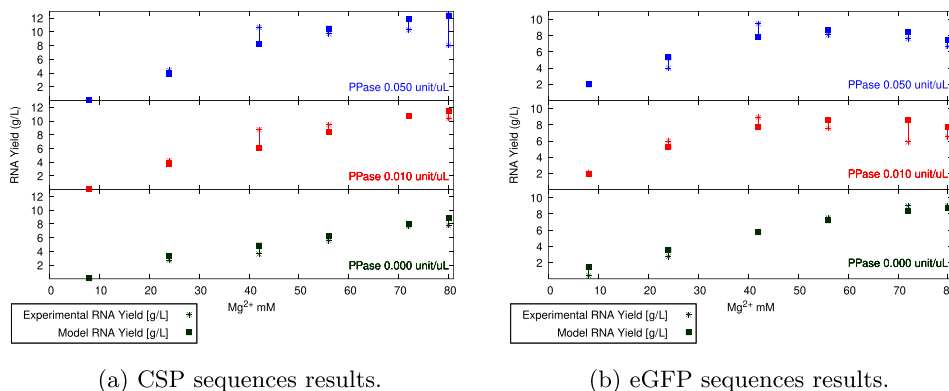 12
10
8
6
4
2
PPase 0.050 unit/uL
12
10
8
6
4
2
PPase 0.010 unit/uL
12
10
8
6
4
2
PPase 0.000 unit/uL
RNA Yield (g/L)
0 10 20 30 40 50 60 70 80
Mg²⁺ mM
Experimental RNA Yield [g/L]
Model RNA Yield [g/L]
(a) CSP sequences results.
10
8
6
4
2
PPase 0.050 unit/uL
10
8
6
4
2
PPase 0.010 unit/uL
10
8
6
4
2
PPase 0.000 unit/uL
RNA Yield (g/L)
0 10 20 30 40 50 60 70 80
Mg²⁺ mM
Experimental RNA Yield [g/L]
Model RNA Yield [g/L]
(b) eGFP sequences results.